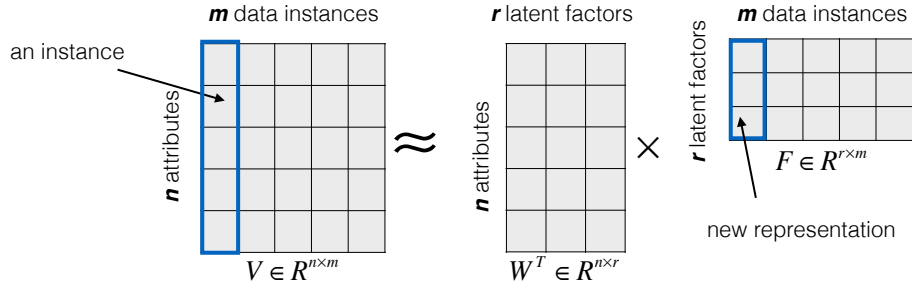 m data instances
r latent factors
m data instances
an instance
n attributes
≈
n attributes
×
r latent factors
F ∈ R^{r×m}
new representation
V ∈ R^{n×m}
W^T ∈ R^{n×r}